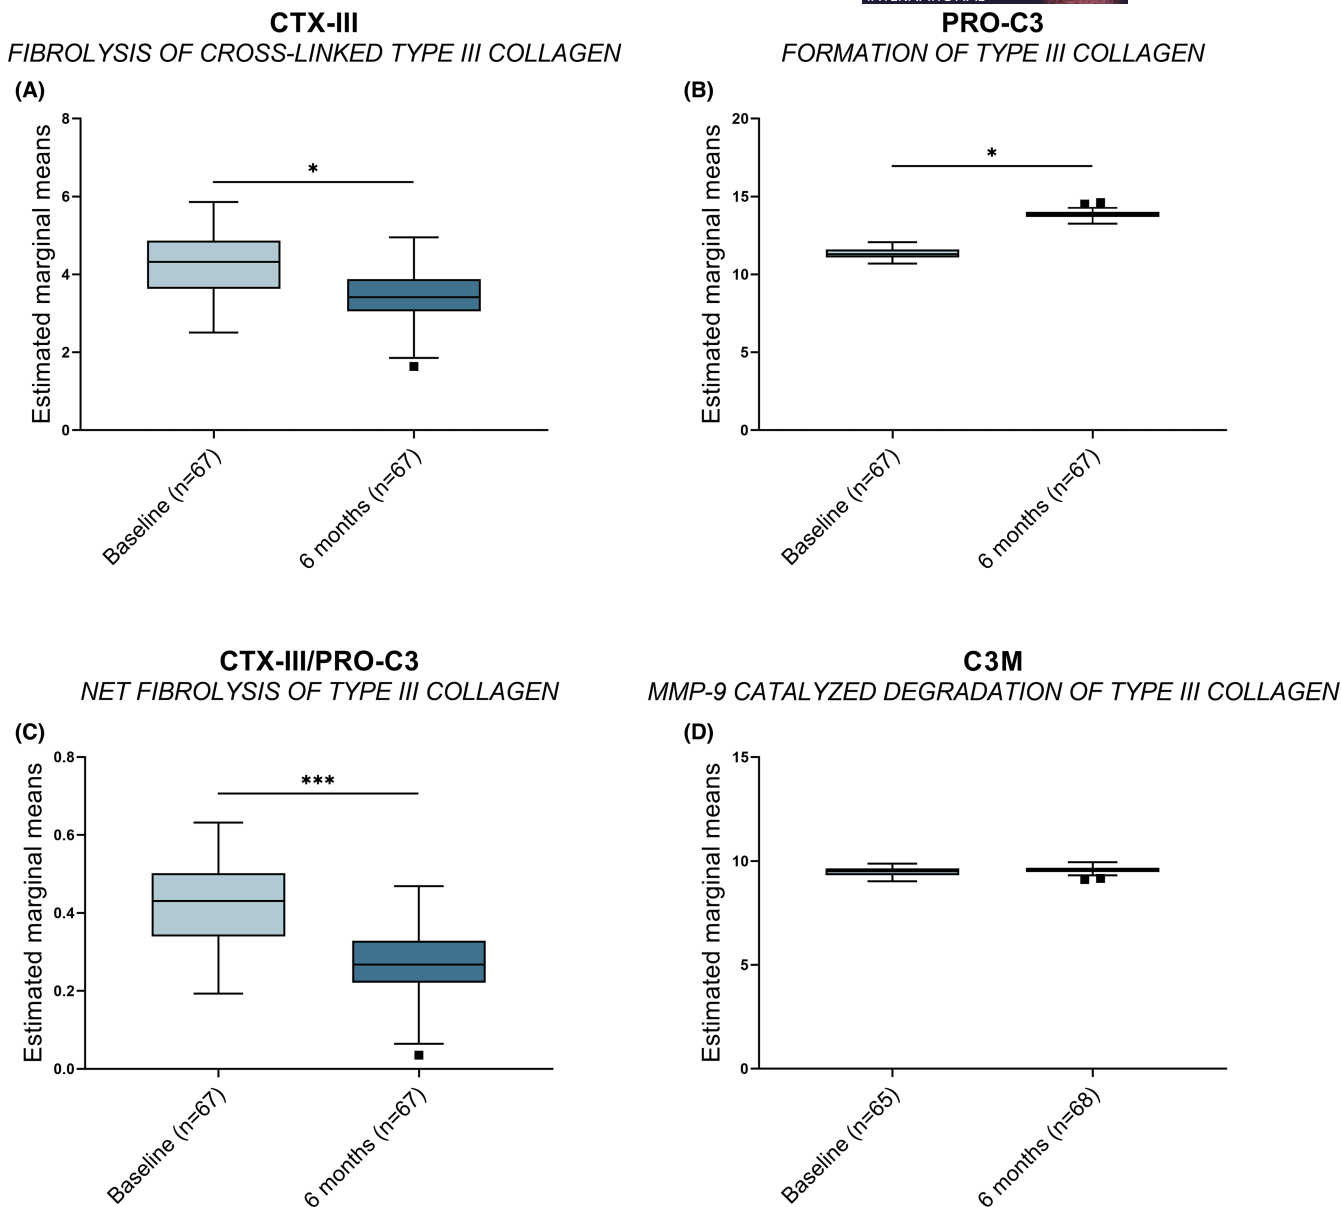 INTERNATIONAL
CTX-III
FIBROLYSIS OF CROSS-LINKED TYPE III COLLAGEN
(A)
Estimated marginal means
8
6
4
2
0
*
Baseline (n=67)
6 months (n=67)
PRO-C3
FORMATION OF TYPE III COLLAGEN
(B)
Estimated marginal means
20
15
10
5
0
*
Baseline (n=67)
6 months (n=67)
CTX-III/PRO-C3
NET FIBROLYSIS OF TYPE III COLLAGEN
(C)
Estimated marginal means
0.8
0.6
0.4
0.2
0.0
***
Baseline (n=67)
6 months (n=67)
C3M
MMP-9 CATALYZED DEGRADATION OF TYPE III COLLAGEN
(D)
Estimated marginal means
15
10
5
0
Baseline (n=65)
6 months (n=68)